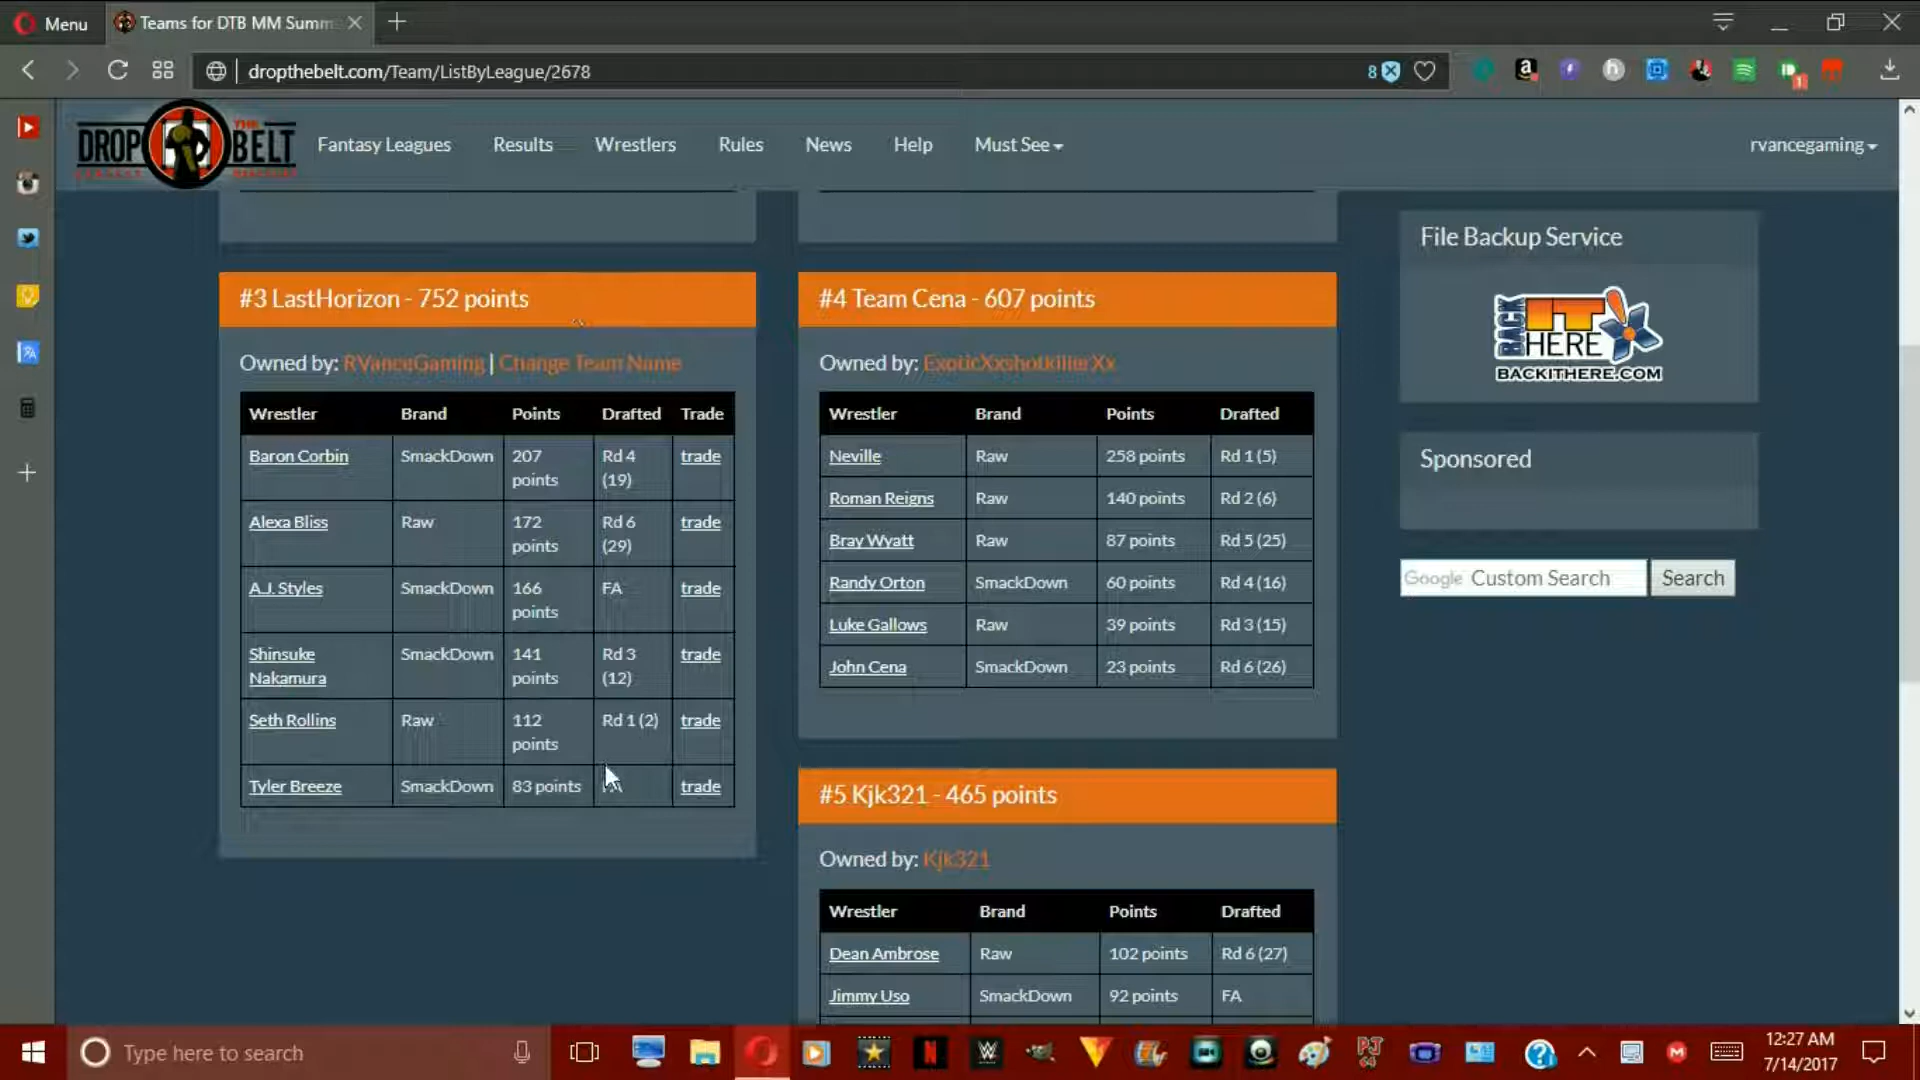 Menu
Teams for DTB MM Summ
dropthebelt.com/Team/ListByLeague/2678
8
DROP THE BELT
Fantasy Leagues
Results
Wrestlers
Rules
News
Help
Must See
rvancegaming
#3 LastHorizon - 752 points
Owned by: RVanceGaming | Change Team Name
Wrestler Brand Points Drafted Trade
Baron Corbin SmackDown 207 points Rd 4 (19) trade
Alexa Bliss Raw 172 points Rd 6 (29) trade
A.J. Styles SmackDown 166 points FA trade
Shinsuke Nakamura SmackDown 141 points Rd 3 (12) trade
Seth Rollins Raw 112 points Rd 1 (2) trade
Tyler Breeze SmackDown 83 points trade
#4 Team Cena - 607 points
Owned by: ExoticXxshotkillerXx
Wrestler Brand Points Drafted
Neville Raw 258 points Rd 1 (5)
Roman Reigns Raw 140 points Rd 2 (6)
Bray Wyatt Raw 87 points Rd 5 (25)
Randy Orton SmackDown 60 points Rd 4 (16)
Luke Gallows Raw 39 points Rd 3 (15)
John Cena SmackDown 23 points Rd 6 (26)
#5 Kjk321 - 465 points
Owned by: Kjk321
Wrestler Brand Points Drafted
Dean Ambrose Raw 102 points Rd 6 (27)
Jimmy Uso SmackDown 92 points FA
File Backup Service
BACK IT HERE
BACKITHERE.COM
Sponsored
Google Custom Search
Search
Type here to search
12:27 AM
7/14/2017